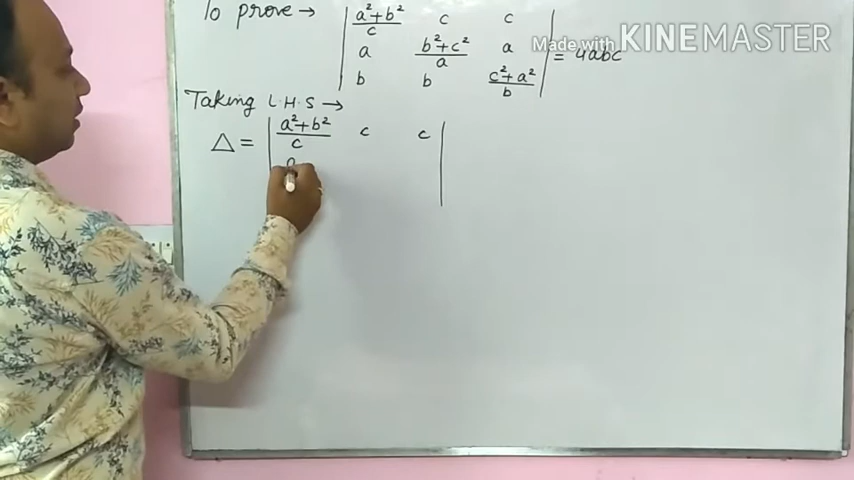 To prove → | a²+b²/c c c |
| a b²+c²/a a | = 4abc
| b b c²+a²/b |
Made with KINEMASTER
Taking L.H.S →
△ = | a²+b²/c c c |
a